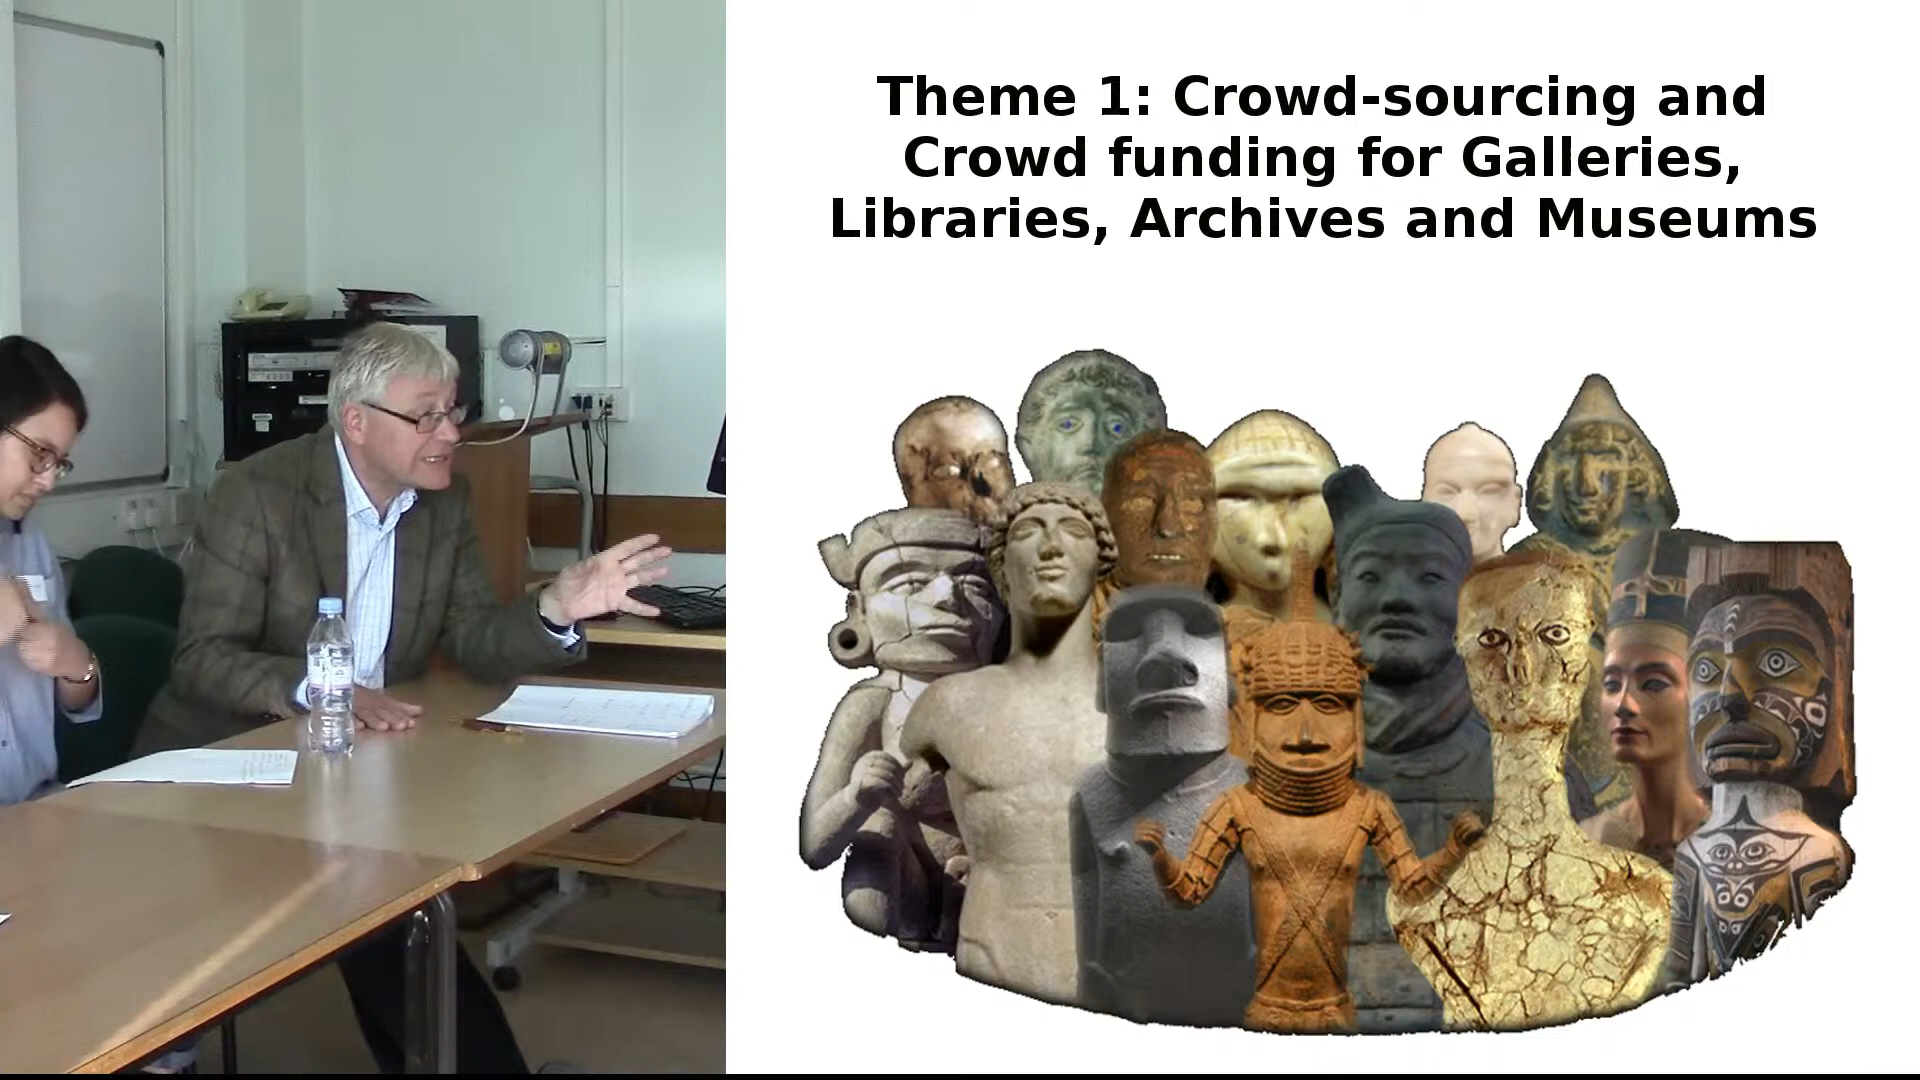 Theme 1: Crowd-sourcing and
Crowd funding for Galleries,
Libraries, Archives and Museums